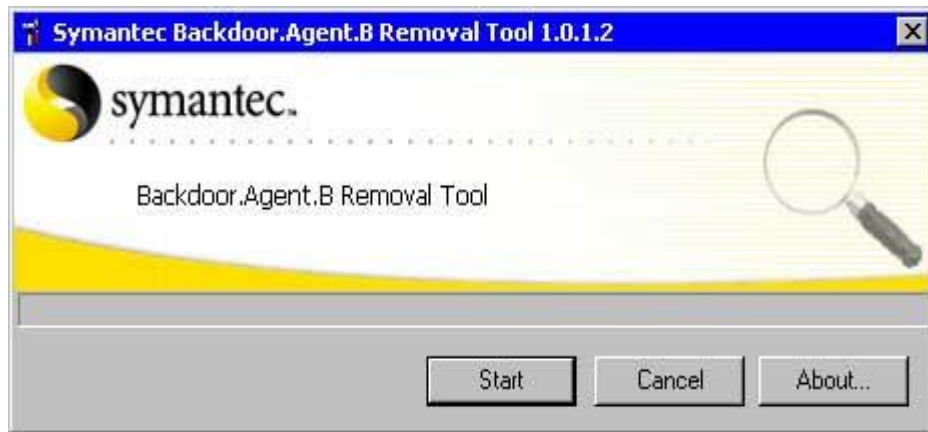 Symantec Backdoor.Agent.B Removal Tool 1.0.1.2
symantec.
Backdoor.Agent.B Removal Tool
Start Cancel About...